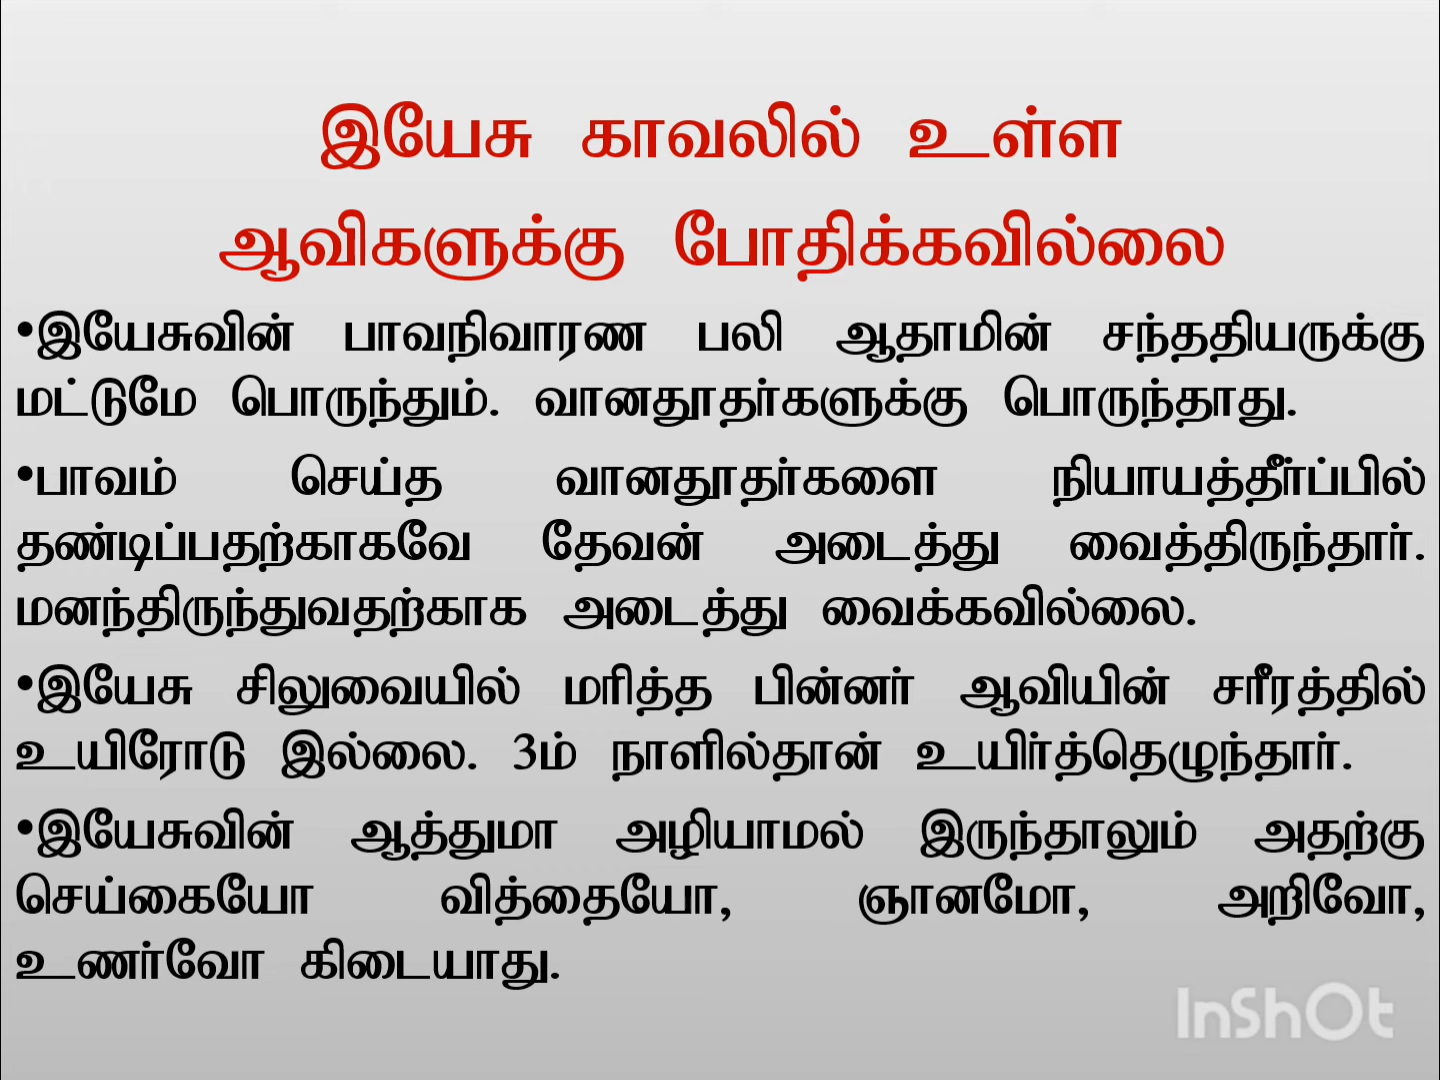 இயேசு காவலில் உள்ள
ஆவிகளுக்கு போதிக்கவில்லை
•இயேசுவின் பாவநிவாரண பலி ஆதாமின் சந்ததியருக்கு
மட்டுமே பொருந்தும். வானதூதர்களுக்கு பொருந்தாது.
•பாவம் செய்த வானதூதர்களை நியாயத்தீர்ப்பில்
தண்டிப்பதற்காகவே தேவன் அடைத்து வைத்திருந்தார்.
மனந்திருந்துவதற்காக அடைத்து வைக்கவில்லை.
•இயேசு சிலுவையில் மரித்த பின்னர் ஆவியின் சரீரத்தில்
உயிரோடு இல்லை. 3ம் நாளில்தான் உயிர்த்தெழுந்தார்.
•இயேசுவின் ஆத்துமா அழியாமல் இருந்தாலும் அதற்கு
செய்கையோ வித்தையோ, ஞானமோ, அறிவோ,
உணர்வோ கிடையாது.
InShOt